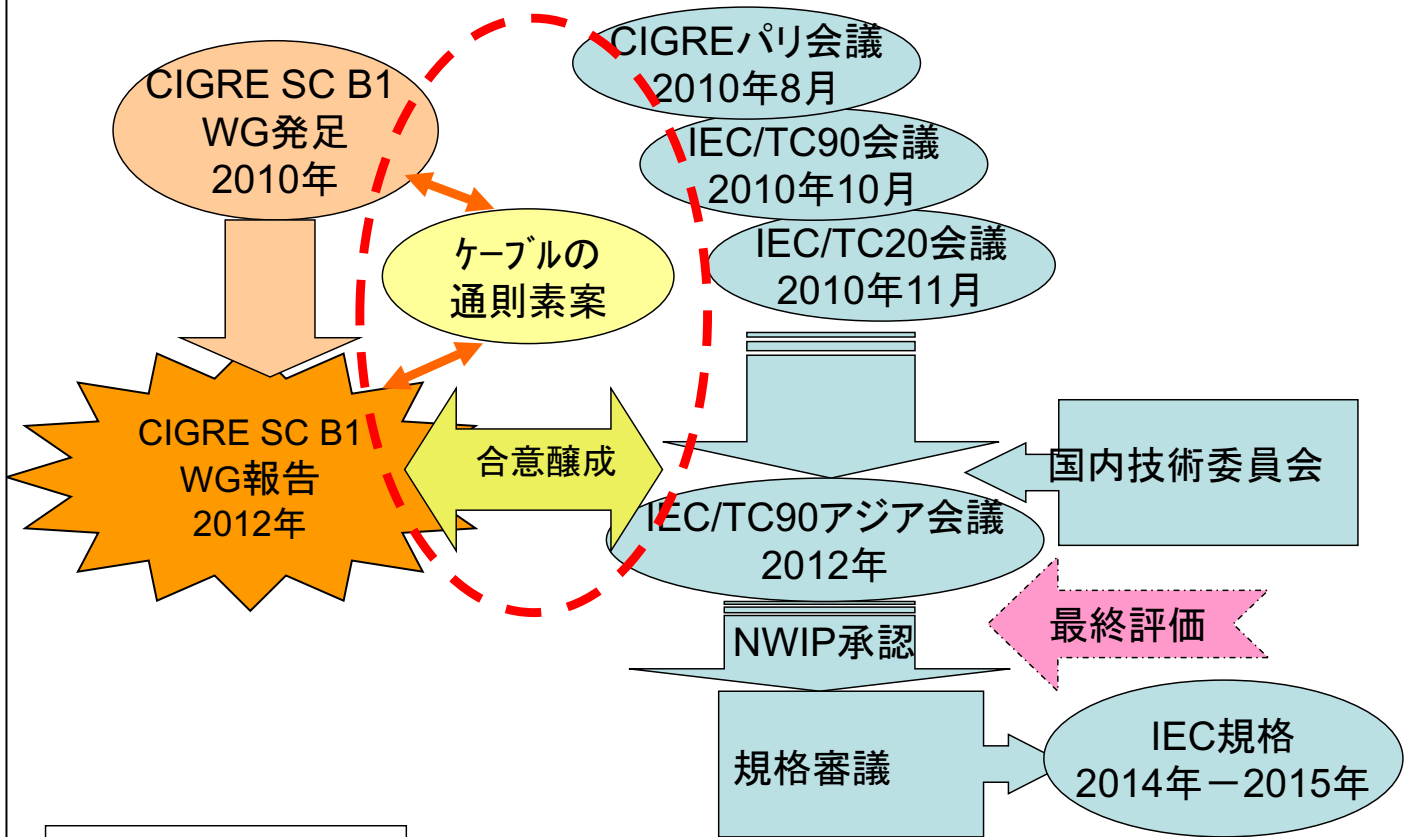 CIGRE SC B1
WG発足
2010年
CIGREパリ会議
2010年8月
IEC/TC90会議
2010年10月
IEC/TC20会議
2010年11月
ケーブルの
通則素案
CIGRE SC B1
WG報告
2012年
合意醸成
国内技術委員会
IEC/TC90アジア会議
2012年
最終評価
NWIP承認
規格審議
IEC規格
2014年－2015年